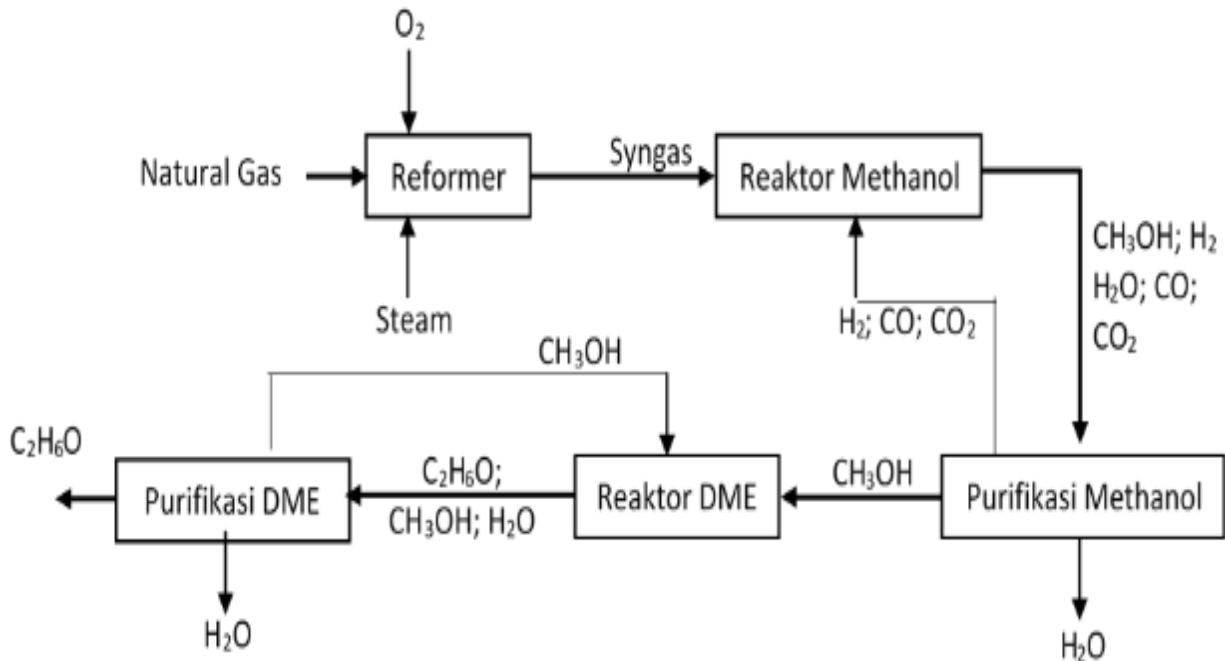 O₂
Natural Gas
Reformer
Syngas
Reaktor Methanol
Steam
H₂; CO; CO₂
CH₃OH; H₂
H₂O; CO;
CO₂
CH₃OH
C₂H₆O
Purifikasi DME
C₂H₆O;
CH₃OH; H₂O
Reaktor DME
CH₃OH
Purifikasi Methanol
H₂O
H₂O